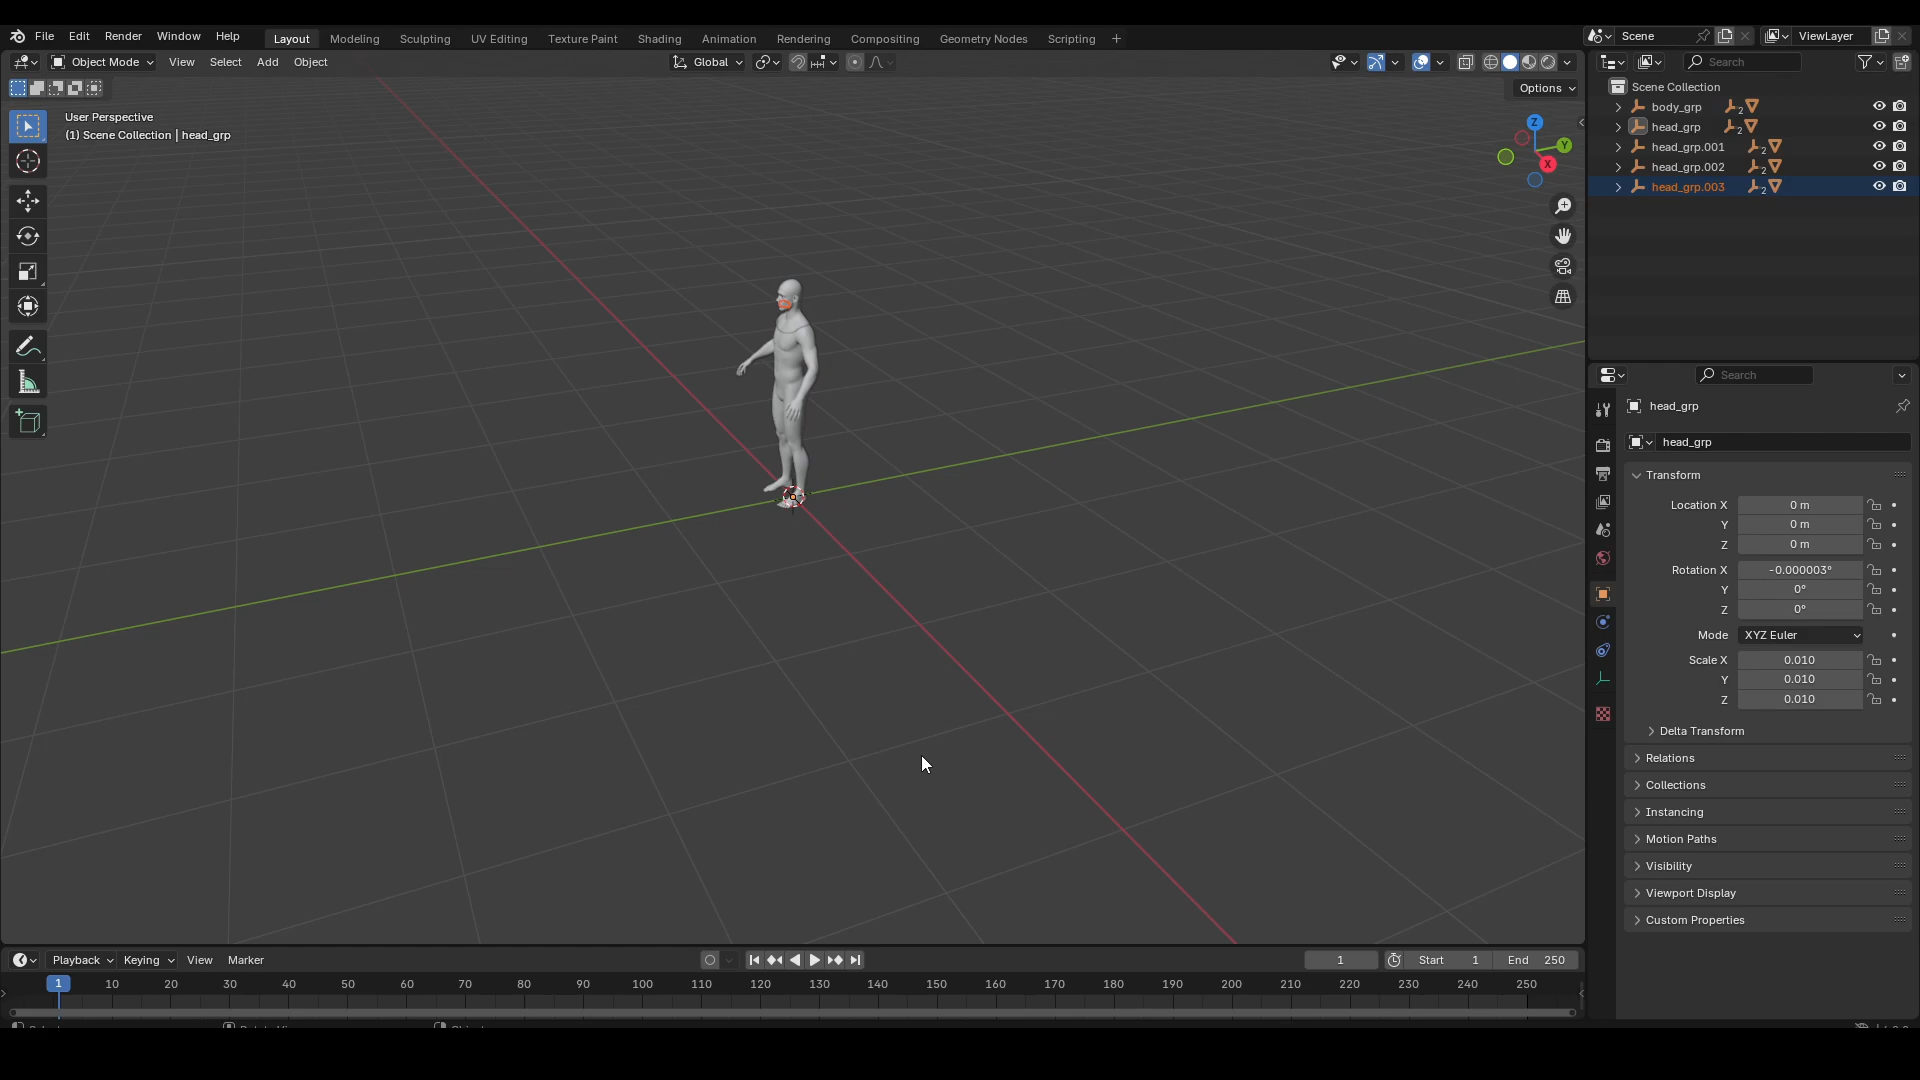 File Edit Render Window Help Layout Modeling Sculpting UV Editing Texture Paint Shading Animation Rendering Compositing Geometry Nodes Scripting + Scene ViewLayer
Object Mode View Select Add Object Global Search
Options
Scene Collection
User Perspective
(1) Scene Collection | head_grp
body_grp 2
head_grp 2
head_grp.001 2
head_grp.002 2
head_grp.003 2
Z
Y
X
Search
head_grp
head_grp
Transform
Location X 0 m
Y 0 m
Z 0 m
Rotation X -0.000003°
Y 0°
Z 0°
Mode XYZ Euler
Scale X 0.010
Y 0.010
Z 0.010
Delta Transform
Relations
Collections
Instancing
Motion Paths
Visibility
Viewport Display
Custom Properties
Playback Keying View Marker 1 Start 1 End 250
1 10 20 30 40 50 60 70 80 90 100 110 120 130 140 150 160 170 180 190 200 210 220 230 240 250